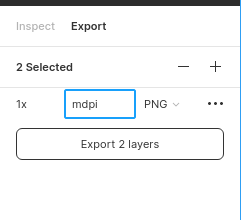 Inspect Export
2 Selected
1x mdpi PNG
Export 2 layers